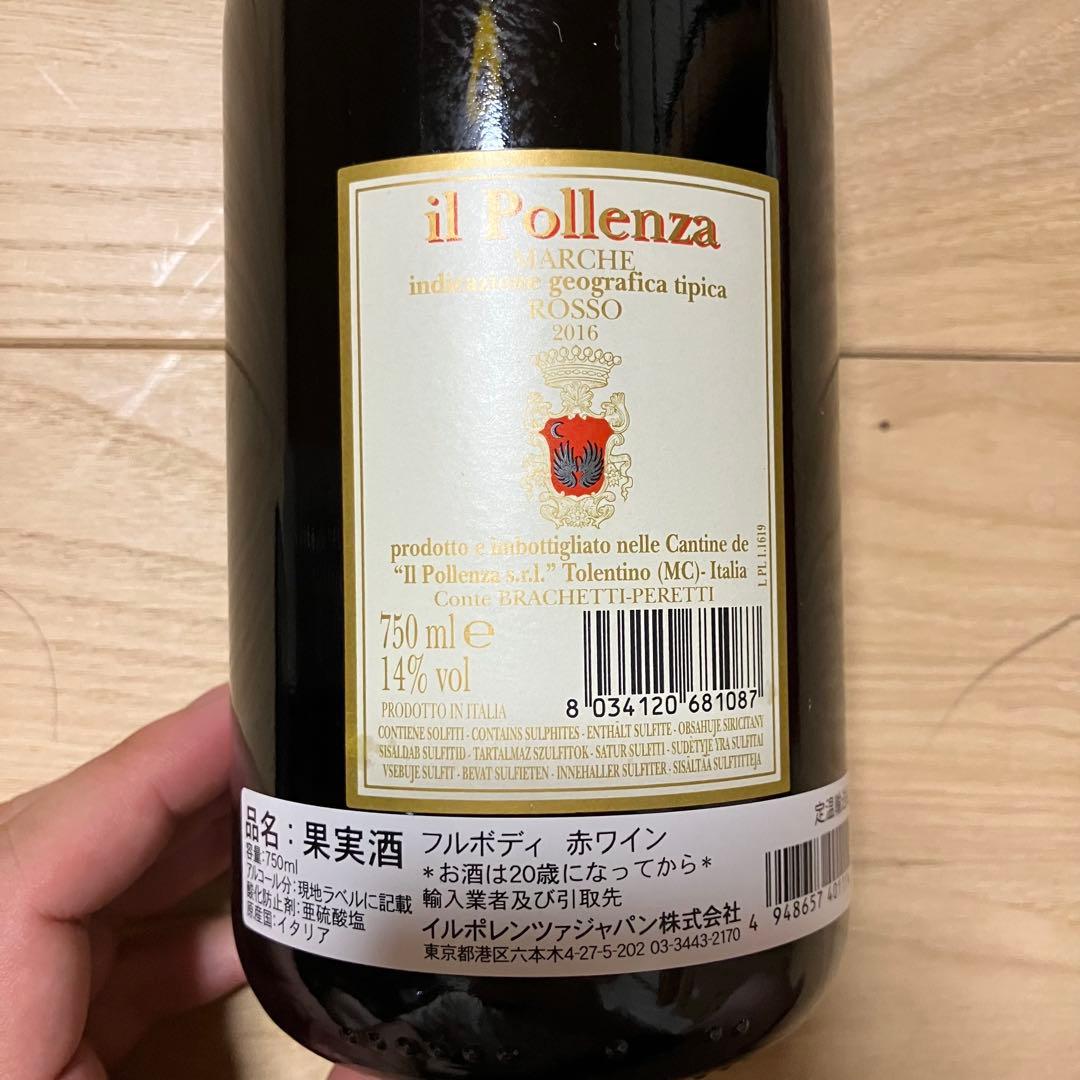 il Pollenza
MARCHE
indicazione geografica tipica
ROSSO
2016
prodotto e imbottigliato nelle Cantine de
“Il Pollenza s.r.l.” Tolentino (MC)- Italia
Conte BRACHETTI-PERETTI
L PL 1.1619
750 ml e
14% vol
PRODOTTO IN ITALIA
8 034120 681087
CONTIENE SOLFITI - CONTAINS SULPHITES - ENTHÄLT SULFITE - OBSAHUJE SIRICITANY
SISALDAB SULFITID - TARTALMAZ SZULFITOK - SATUR SULFITI - SUDÈTYJE YRA SULFITAI
VSEBUJE SULFIT - BEVAT SULFIETEN - INNEHALLER SULFITER - SISÄLTÄÄ SULFTITTEJA
品名：果実酒
容量:750ml
アルコール分：現地ラベルに記載
酸化防止剤：亜硫酸塩
原産国：イタリア
フルボディ 赤ワイン
*お酒は20歳になってから*
輸入業者及び引取先
イルポレンツァジャパン株式会社
東京都港区六本木4-27-5-202 03-3443-2170
定温
4 948657